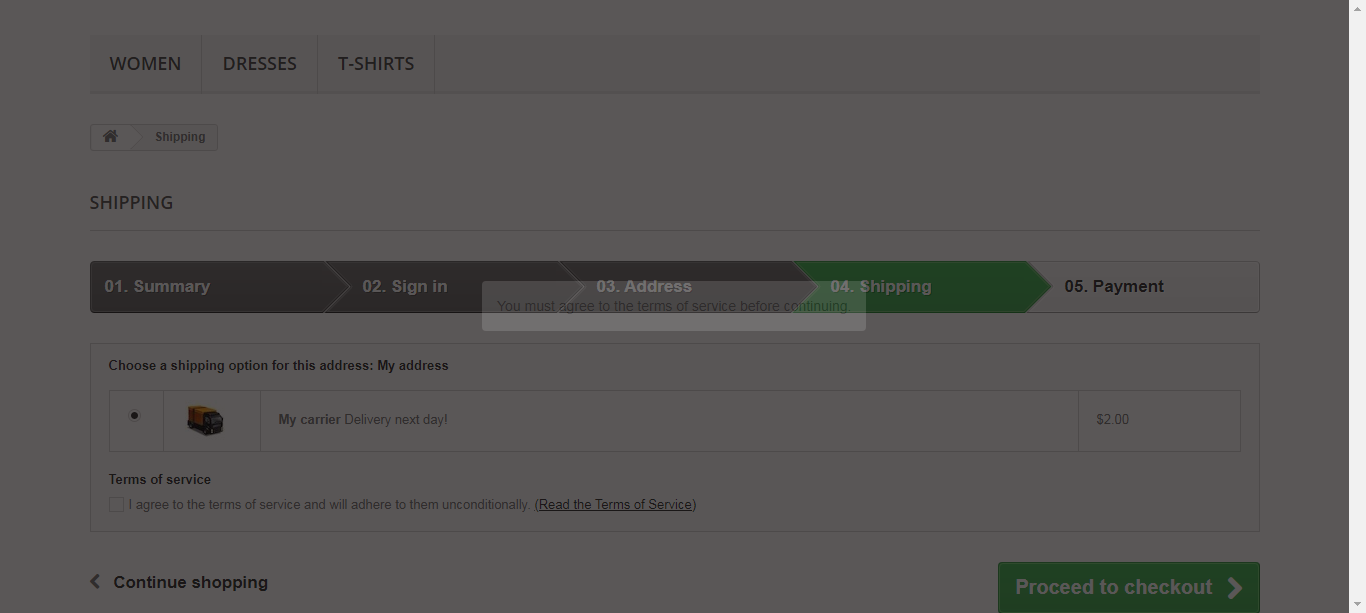 WOMEN DRESSES T-SHIRTS
Shipping
SHIPPING
01. Summary 02. Sign in 03. Address 04. Shipping 05. Payment
You must agree to the terms of service before continuing.
Choose a shipping option for this address: My address
My carrier Delivery next day! $2.00
Terms of service
I agree to the terms of service and will adhere to them unconditionally. (Read the Terms of Service)
Continue shopping Proceed to checkout